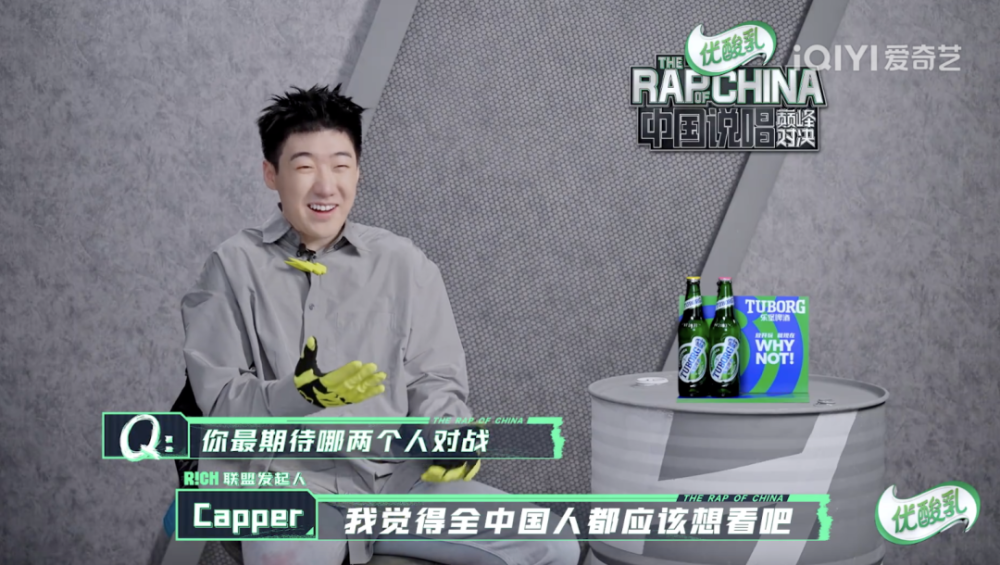 优酸乳
iQIYI 爱奇艺
THE
RAP OF CHINA
中国说唱 巅峰对决
TUBORG
乐堡啤酒
WHY
NOT!
TUBORG
TUBORG
THE RAP OF CHINA
Q:
你最期待哪两个人对战
R!CH 联盟发起人
THE RAP OF CHINA
Capper
我觉得全中国人都应该想看吧
优酸乳